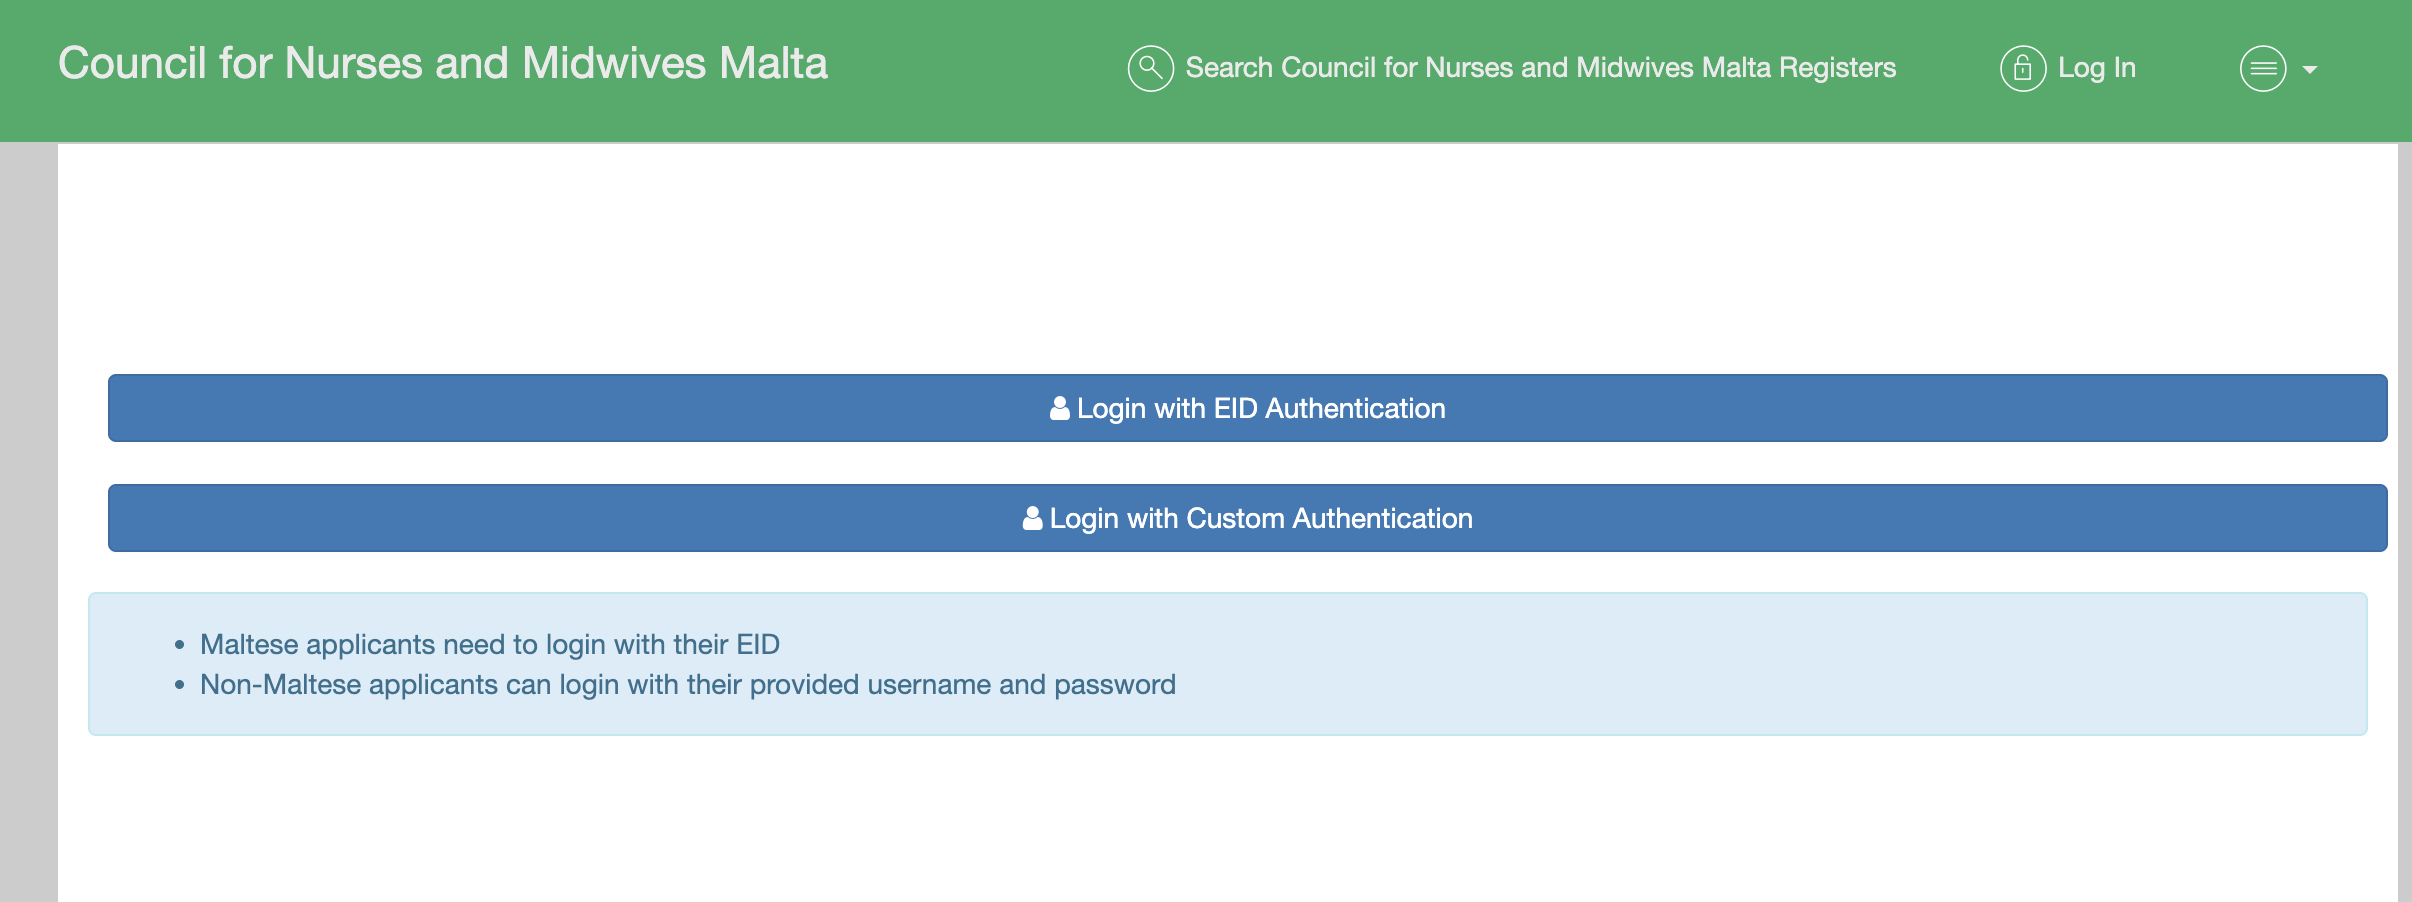 Council for Nurses and Midwives Malta
Search Council for Nurses and Midwives Malta Registers
Log In
Login with EID Authentication
Login with Custom Authentication
• Maltese applicants need to login with their EID
• Non-Maltese applicants can login with their provided username and password